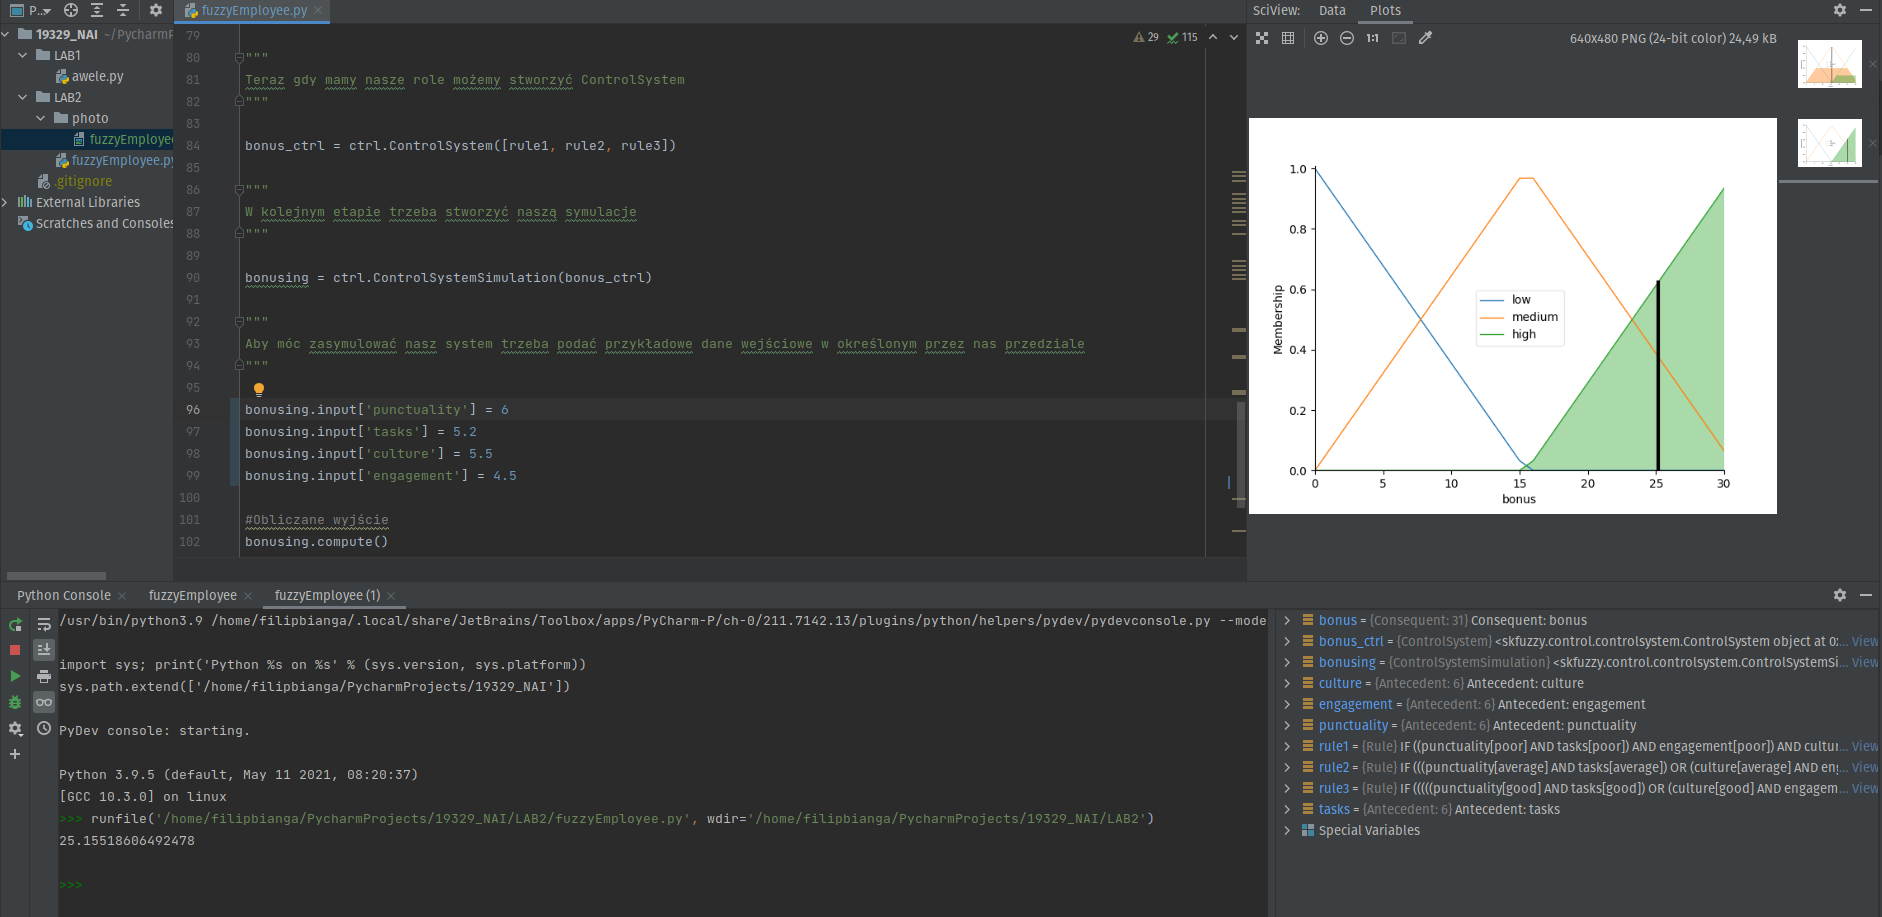 P...
fuzzyEmployee.py
SciView: Data Plots
19329_NAI ~/PycharmP
LAB1
awele.py
LAB2
photo
fuzzyEmployee
fuzzyEmployee.py
.gitignore
External Libraries
Scratches and Consoles
29 115
79
80 """
81 Teraz gdy mamy nasze role możemy stworzyć ControlSystem
82 """
83
84 bonus_ctrl = ctrl.ControlSystem([rule1, rule2, rule3])
85
86 """
87 W kolejnym etapie trzeba stworzyć naszą symulacje
88 """
89
90 bonusing = ctrl.ControlSystemSimulation(bonus_ctrl)
91
92 """
93 Aby móc zasymulować nasz system trzeba podać przykładowe dane wejściowe w określonym przez nas przedziale
94 """
95
96 bonusing.input['punctuality'] = 6
97 bonusing.input['tasks'] = 5.2
98 bonusing.input['culture'] = 5.5
99 bonusing.input['engagement'] = 4.5
100
101 #Obliczane wyjście
102 bonusing.compute()
1:1
640x480 PNG (24-bit color) 24,49 kB
1.0
0.8
0.6
0.4
0.2
0.0
Membership
low
medium
high
0 5 10 15 20 25 30
bonus
Python Console fuzzyEmployee fuzzyEmployee (1)
/usr/bin/python3.9 /home/filipbianga/.local/share/JetBrains/Toolbox/apps/PyCharm-P/ch-0/211.7142.13/plugins/python/helpers/pydev/pydevconsole.py --mode
import sys; print('Python %s on %s' % (sys.version, sys.platform))
sys.path.extend(['/home/filipbianga/PycharmProjects/19329_NAI'])
PyDev console: starting.
Python 3.9.5 (default, May 11 2021, 08:20:37)
[GCC 10.3.0] on linux
>>> runfile('/home/filipbianga/PycharmProjects/19329_NAI/LAB2/fuzzyEmployee.py', wdir='/home/filipbianga/PycharmProjects/19329_NAI/LAB2')
25.15518606492478
>>>
bonus = {Consequent: 31} Consequent: bonus
bonus_ctrl = {ControlSystem} <skfuzzy.control.controlsystem.ControlSystem object at 0:... View
bonusing = {ControlSystemSimulation} <skfuzzy.control.controlsystem.ControlSystemSi... View
culture = {Antecedent: 6} Antecedent: culture
engagement = {Antecedent: 6} Antecedent: engagement
punctuality = {Antecedent: 6} Antecedent: punctuality
rule1 = {Rule} IF ((punctuality[poor] AND tasks[poor]) AND engagement[poor]) AND cultur... View
rule2 = {Rule} IF (((punctuality[average] AND tasks[average]) OR (culture[average] AND eng... View
rule3 = {Rule} IF (((((punctuality[good] AND tasks[good]) OR (culture[good] AND engagem... View
tasks = {Antecedent: 6} Antecedent: tasks
Special Variables